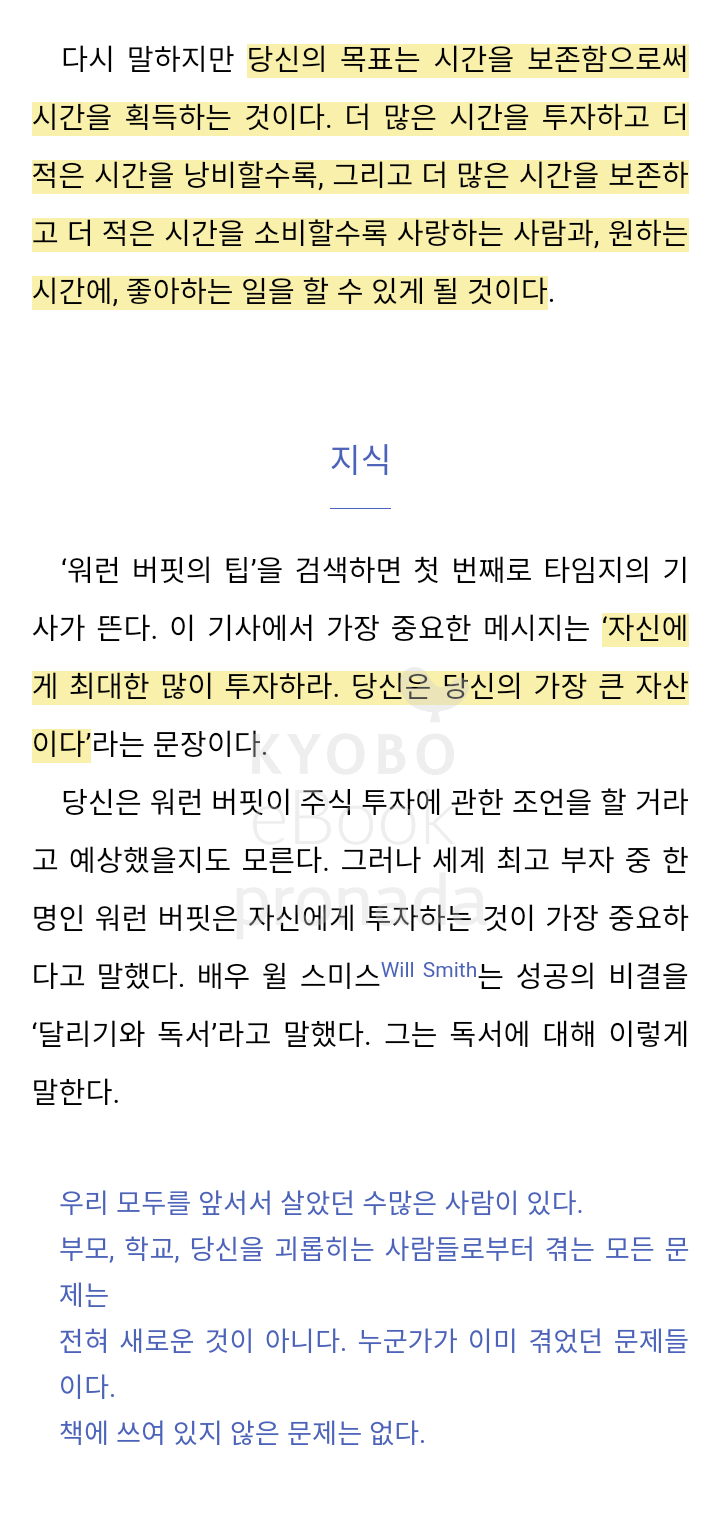 다시 말하지만 당신의 목표는 시간을 보존함으로써
시간을 획득하는 것이다. 더 많은 시간을 투자하고 더
적은 시간을 낭비할수록, 그리고 더 많은 시간을 보존하
고 더 적은 시간을 소비할수록 사랑하는 사람과, 원하는
시간에, 좋아하는 일을 할 수 있게 될 것이다.
지식
‘워런 버핏의 팁’을 검색하면 첫 번째로 타임지의 기
사가 뜬다. 이 기사에서 가장 중요한 메시지는 ‘자신에
게 최대한 많이 투자하라. 당신은 당신의 가장 큰 자산
이다’라는 문장이다.
당신은 워런 버핏이 주식 투자에 관한 조언을 할 거라
고 예상했을지도 모른다. 그러나 세계 최고 부자 중 한
명인 워런 버핏은 자신에게 투자하는 것이 가장 중요하
다고 말했다. 배우 윌 스미스Will Smith는 성공의 비결을
‘달리기와 독서’라고 말했다. 그는 독서에 대해 이렇게
말한다.
우리 모두를 앞서서 살았던 수많은 사람이 있다.
부모, 학교, 당신을 괴롭히는 사람들로부터 겪는 모든 문
제는
전혀 새로운 것이 아니다. 누군가가 이미 겪었던 문제들
이다.
책에 쓰여 있지 않은 문제는 없다.
KYOBO
eBook
pronada